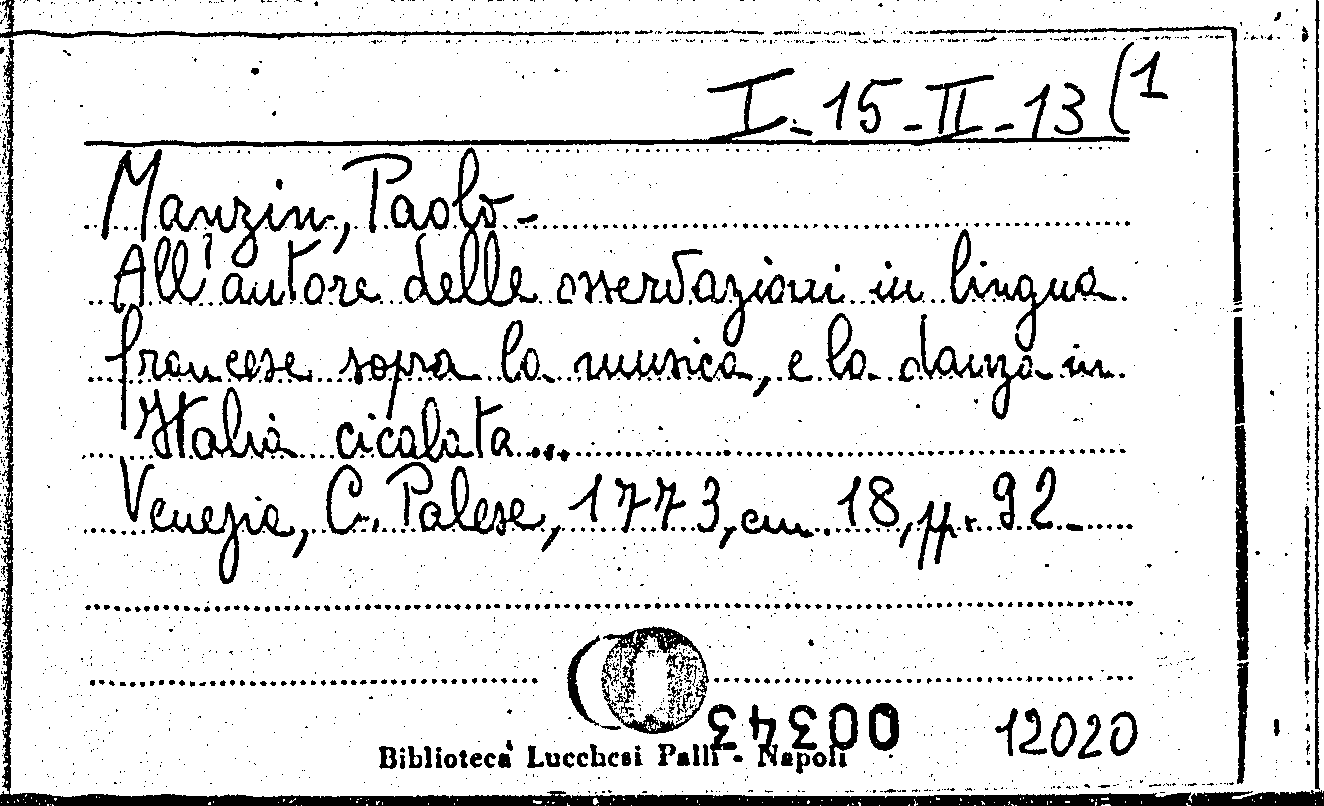 I-15-II-13(1
Manzin, Paolo-
All'autore delle osservazioni in lingua
francese sopra la musica, e la danza in
Italia cicalata...
Venezia, C. Palese, 1773, cm. 18, pp. 92-
00343
12020
Biblioteca Lucchesi Palli - Napoli